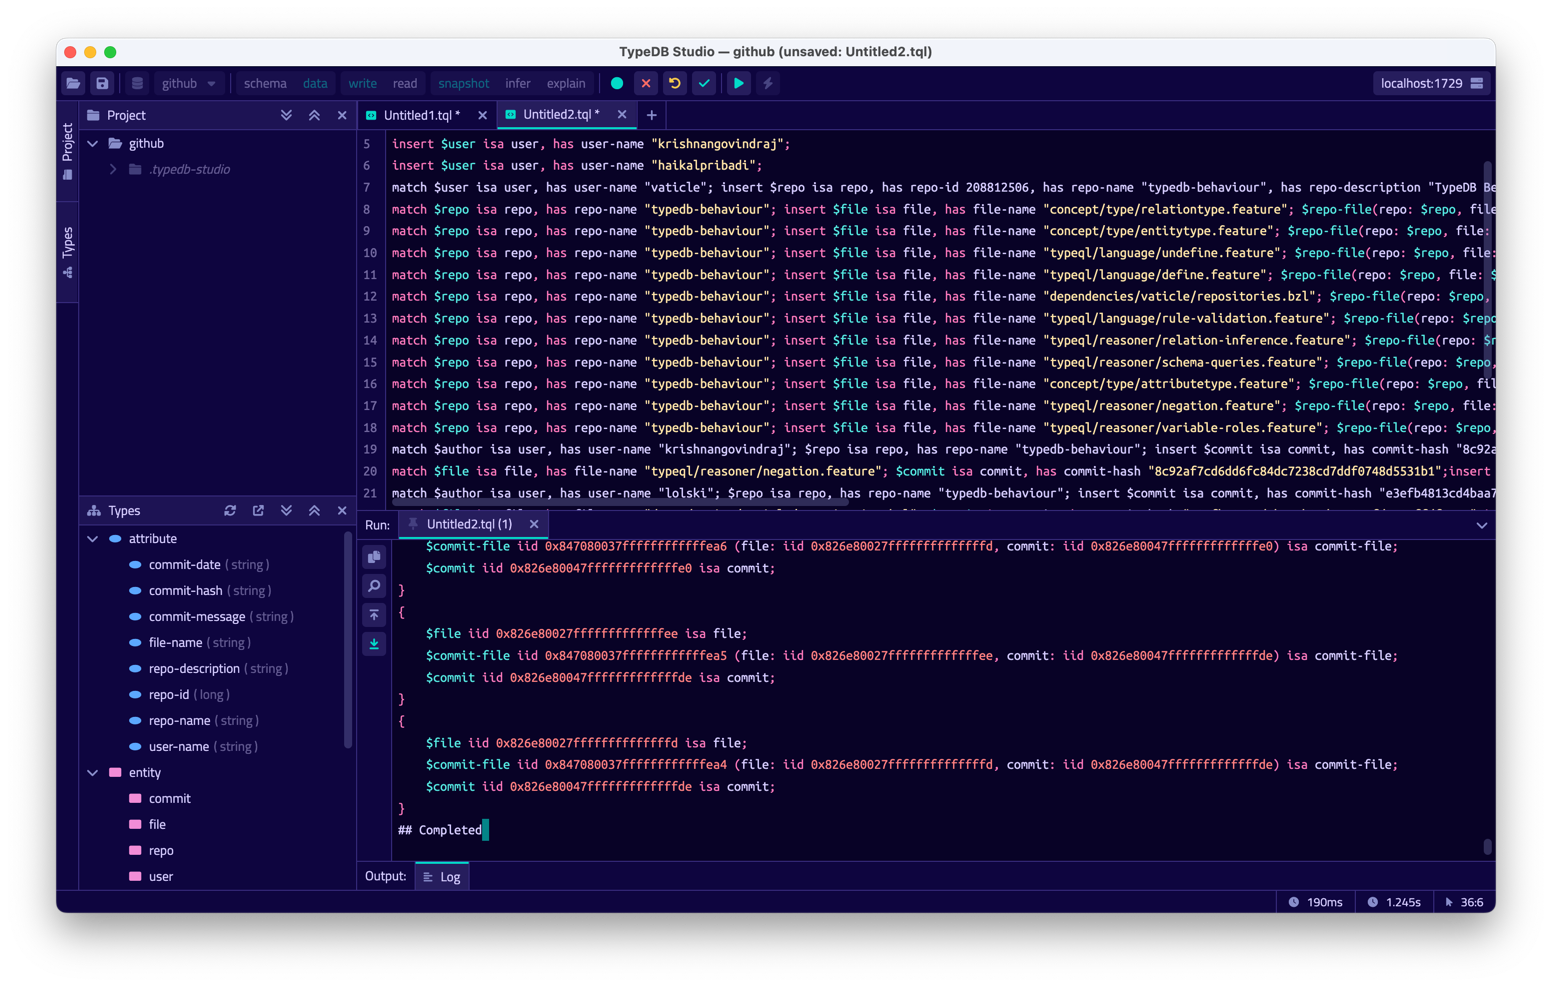 TypeDB Studio — github (unsaved: Untitled2.tql)
github schema data write read snapshot infer explain localhost:1729
Project
Types
Project
github
.typedb-studio
Types
attribute
commit-date (string)
commit-hash (string)
commit-message (string)
file-name (string)
repo-description (string)
repo-id (long)
repo-name (string)
user-name (string)
entity
commit
file
repo
user
Untitled1.tql * Untitled2.tql *
5 insert $user isa user, has user-name "krishnangovindraj";
6 insert $user isa user, has user-name "haikalpribadi";
7 match $user isa user, has user-name "vaticle"; insert $repo isa repo, has repo-id 208812506, has repo-name "typedb-behaviour", has repo-description "TypeDB Be
8 match $repo isa repo, has repo-name "typedb-behaviour"; insert $file isa file, has file-name "concept/type/relationtype.feature"; $repo-file(repo: $repo, file
9 match $repo isa repo, has repo-name "typedb-behaviour"; insert $file isa file, has file-name "concept/type/entitytype.feature"; $repo-file(repo: $repo, file:
10 match $repo isa repo, has repo-name "typedb-behaviour"; insert $file isa file, has file-name "typeql/language/undefine.feature"; $repo-file(repo: $repo, file:
11 match $repo isa repo, has repo-name "typedb-behaviour"; insert $file isa file, has file-name "typeql/language/define.feature"; $repo-file(repo: $repo, file: $
12 match $repo isa repo, has repo-name "typedb-behaviour"; insert $file isa file, has file-name "dependencies/vaticle/repositories.bzl"; $repo-file(repo: $repo,
13 match $repo isa repo, has repo-name "typedb-behaviour"; insert $file isa file, has file-name "typeql/language/rule-validation.feature"; $repo-file(repo: $repo
14 match $repo isa repo, has repo-name "typedb-behaviour"; insert $file isa file, has file-name "typeql/reasoner/relation-inference.feature"; $repo-file(repo: $r
15 match $repo isa repo, has repo-name "typedb-behaviour"; insert $file isa file, has file-name "typeql/reasoner/schema-queries.feature"; $repo-file(repo: $repo,
16 match $repo isa repo, has repo-name "typedb-behaviour"; insert $file isa file, has file-name "concept/type/attributetype.feature"; $repo-file(repo: $repo, fil
17 match $repo isa repo, has repo-name "typedb-behaviour"; insert $file isa file, has file-name "typeql/reasoner/negation.feature"; $repo-file(repo: $repo, file:
18 match $repo isa repo, has repo-name "typedb-behaviour"; insert $file isa file, has file-name "typeql/reasoner/variable-roles.feature"; $repo-file(repo: $repo,
19 match $author isa user, has user-name "krishnangovindraj"; $repo isa repo, has repo-name "typedb-behaviour"; insert $commit isa commit, has commit-hash "8c92a
20 match $file isa file, has file-name "typeql/reasoner/negation.feature"; $commit isa commit, has commit-hash "8c92af7cd6dd6fc84dc7238cd7ddf0748d5531b1";insert
21 match $author isa user, has user-name "lolski"; $repo isa repo, has repo-name "typedb-behaviour"; insert $commit isa commit, has commit-hash "e3efb4813cd4baa7
Run: Untitled2.tql (1)
$commit-file iid 0x847080037fffffffffffffea6 (file: iid 0x826e80027fffffffffffffd, commit: iid 0x826e80047fffffffffffffe0) isa commit-file;
$commit iid 0x826e80047fffffffffffffe0 isa commit;
}
{
$file iid 0x826e80027fffffffffffffee isa file;
$commit-file iid 0x847080037fffffffffffffea5 (file: iid 0x826e80027fffffffffffffee, commit: iid 0x826e80047fffffffffffffde) isa commit-file;
$commit iid 0x826e80047fffffffffffffde isa commit;
}
{
$file iid 0x826e80027fffffffffffffd isa file;
$commit-file iid 0x847080037fffffffffffffea4 (file: iid 0x826e80027fffffffffffffd, commit: iid 0x826e80047fffffffffffffde) isa commit-file;
$commit iid 0x826e80047fffffffffffffde isa commit;
}
## Completed
Output: Log
190ms 1.245s 36:6